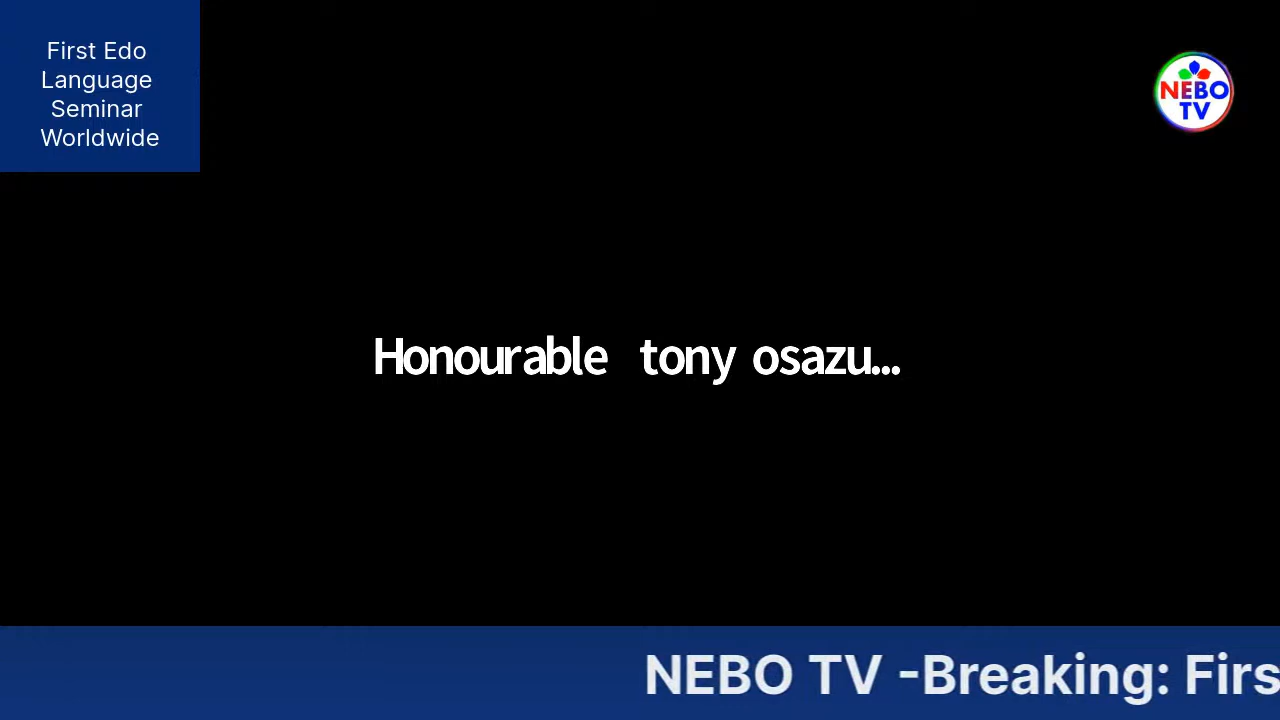 First Edo
Language
Seminar
Worldwide
NEBO
TV
Honourable tony osazu...
NEBO TV -Breaking: Firs